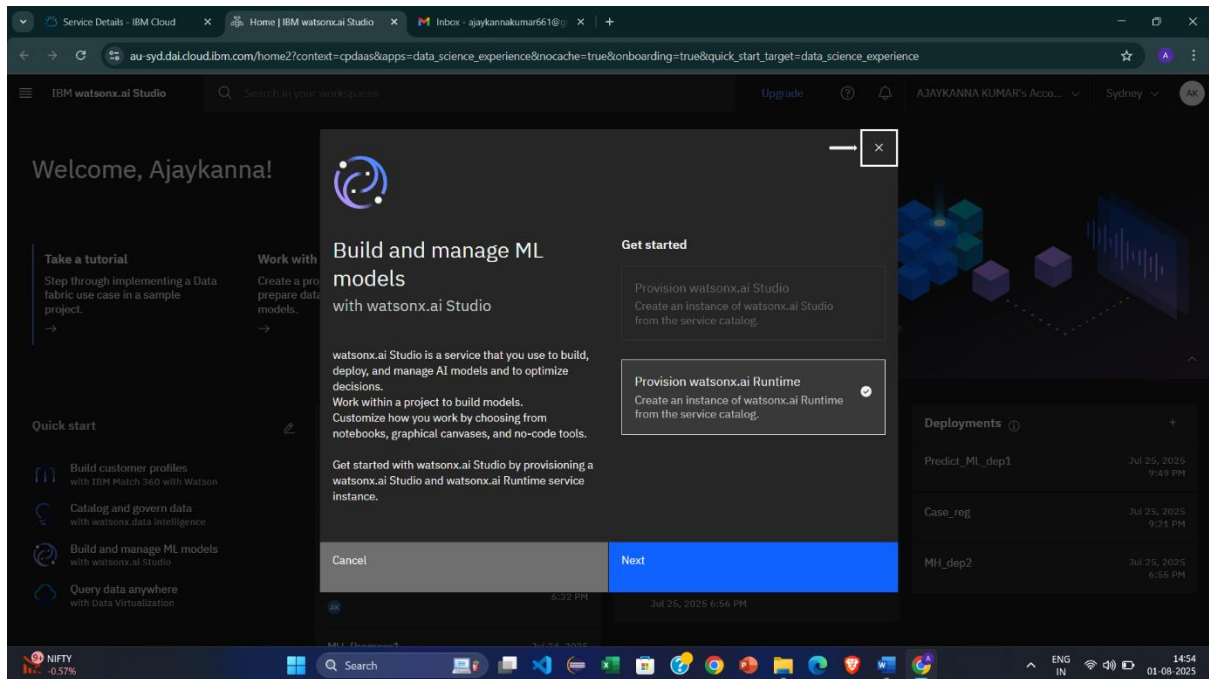 Service Details - IBM Cloud
Home | IBM watsonx.ai Studio
Inbox - ajaykannakumar661@g
au-syd.dai.cloud.ibm.com/home2?context=cpdaas&apps=data_science_experience&nocache=true&onboarding=true&quick_start_target=data_science_experience
A
IBM watsonx.ai Studio
Search in your workspaces
Upgrade
AJAYKANNA KUMAR's Acco...
Sydney
AK
Welcome, Ajaykanna!
Take a tutorial
Step through implementing a Data
fabric use case in a sample
project.
Work with
Create a pro
prepare data
models.
Build and manage ML
models
with watsonx.ai Studio
watsonx.ai Studio is a service that you use to build,
deploy, and manage AI models and to optimize
decisions.
Work within a project to build models.
Customize how you work by choosing from
notebooks, graphical canvases, and no-code tools.
Get started with watsonx.ai Studio by provisioning a
watsonx.ai Studio and watsonx.ai Runtime service
instance.
Get started
Provision watsonx.ai Studio
Create an instance of watsonx.ai Studio
from the service catalog.
Provision watsonx.ai Runtime
Create an instance of watsonx.ai Runtime
from the service catalog.
Cancel
Next
Quick start
Build customer profiles
with IBM Match 360 with Watson
Catalog and govern data
with watsonx.data intelligence
Build and manage ML models
with watsonx.ai Studio
Query data anywhere
with Data Virtualization
AK
6:32 PM
Jul 25, 2025 6:56 PM
Deployments
Predict_ML_dep1
Jul 25, 2025
9:49 PM
Case_reg
Jul 25, 2025
9:21 PM
MH_dep2
Jul 25, 2025
6:55 PM
NIFTY
-0.57%
Search
ENG
IN
14:54
01-08-2025